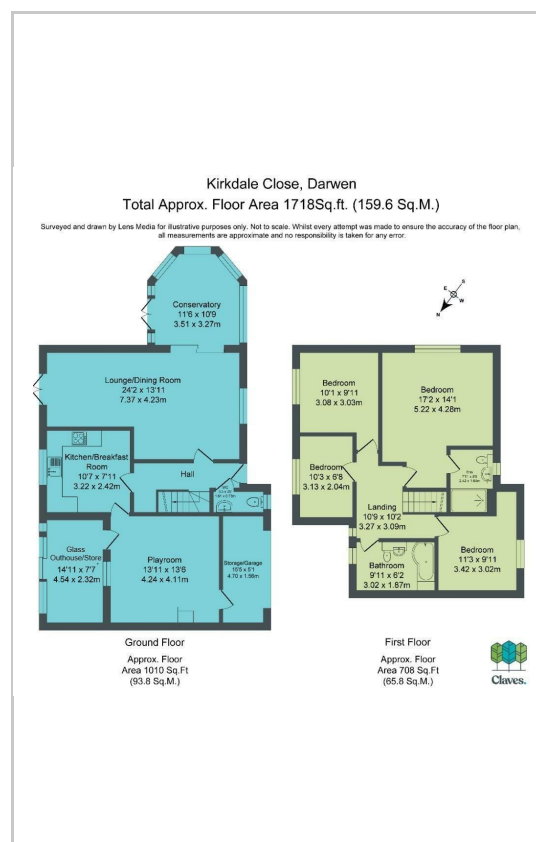 Kirkdale Close, Darwen
Total Approx. Floor Area 1718Sq.ft. (159.6 Sq.M.)
Surveyed and drawn by Lens Media for illustrative purposes only. Not to scale. Whilst every attempt was made to ensure the accuracy of the floor plan,
all measurements are approximate and no responsibility is taken for any error.
Conservatory
11'6 x 10'9
3.51 x 3.27m
E
S
N
W
Lounge/Dining Room
24'2 x 13'11
7.37 x 4.23m
Kitchen/Breakfast
Room
10'7 x 7'11
3.22 x 2.42m
Hall
Glass
Outhouse/Store
14'11 x 7'7
4.54 x 2.32m
Playroom
13'11 x 13'6
4.24 x 4.11m
Storage/Garage
15'5 x 5'1
4.70 x 1.56m
Bedroom
10'1 x 9'11
3.08 x 3.03m
Bedroom
17'2 x 14'1
5.22 x 4.28m
Bedroom
10'3 x 6'8
3.13 x 2.04m
Landing
10'9 x 10'2
3.27 x 3.09m
Bathroom
9'11 x 6'2
3.02 x 1.87m
Bedroom
11'3 x 9'11
3.42 x 3.02m
Ground Floor
Approx. Floor
Area 1010 Sq.Ft
(93.8 Sq.M.)
First Floor
Approx. Floor
Area 708 Sq.Ft
(65.8 Sq.M.)
Claves.